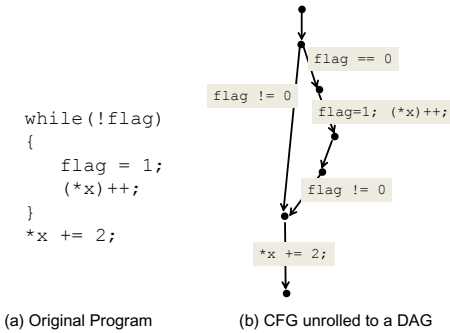 while(!flag)
{
flag = 1;
(*x)++;
}
*x += 2;
(a) Original Program
flag == 0
flag != 0
flag=1; (*x)++;
flag != 0
*x += 2;
(b) CFG unrolled to a DAG